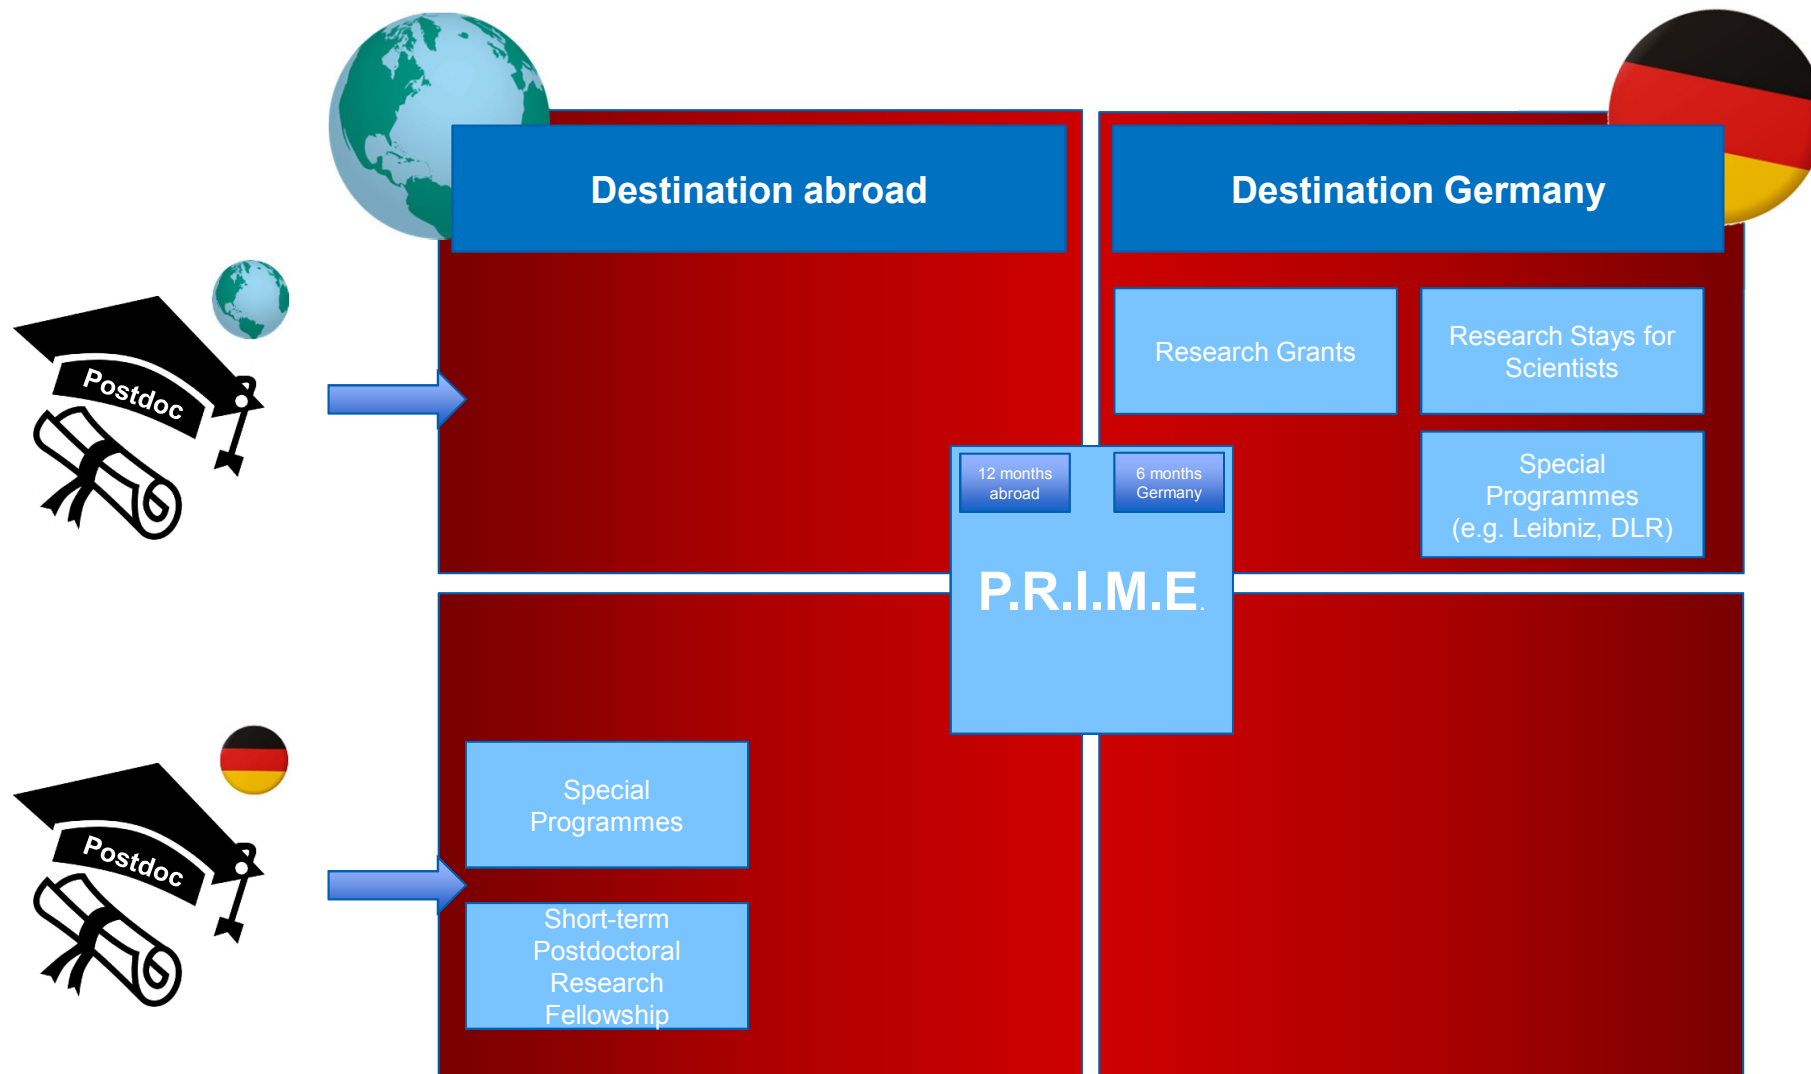 Destination abroad
Destination Germany
Postdoc
Research Grants
Research Stays for
Scientists
Special
Programmes
(e.g. Leibniz, DLR)
12 months
abroad
6 months
Germany
P.R.I.M.E.
Postdoc
Special
Programmes
Short-term
Postdoctoral
Research
Fellowship